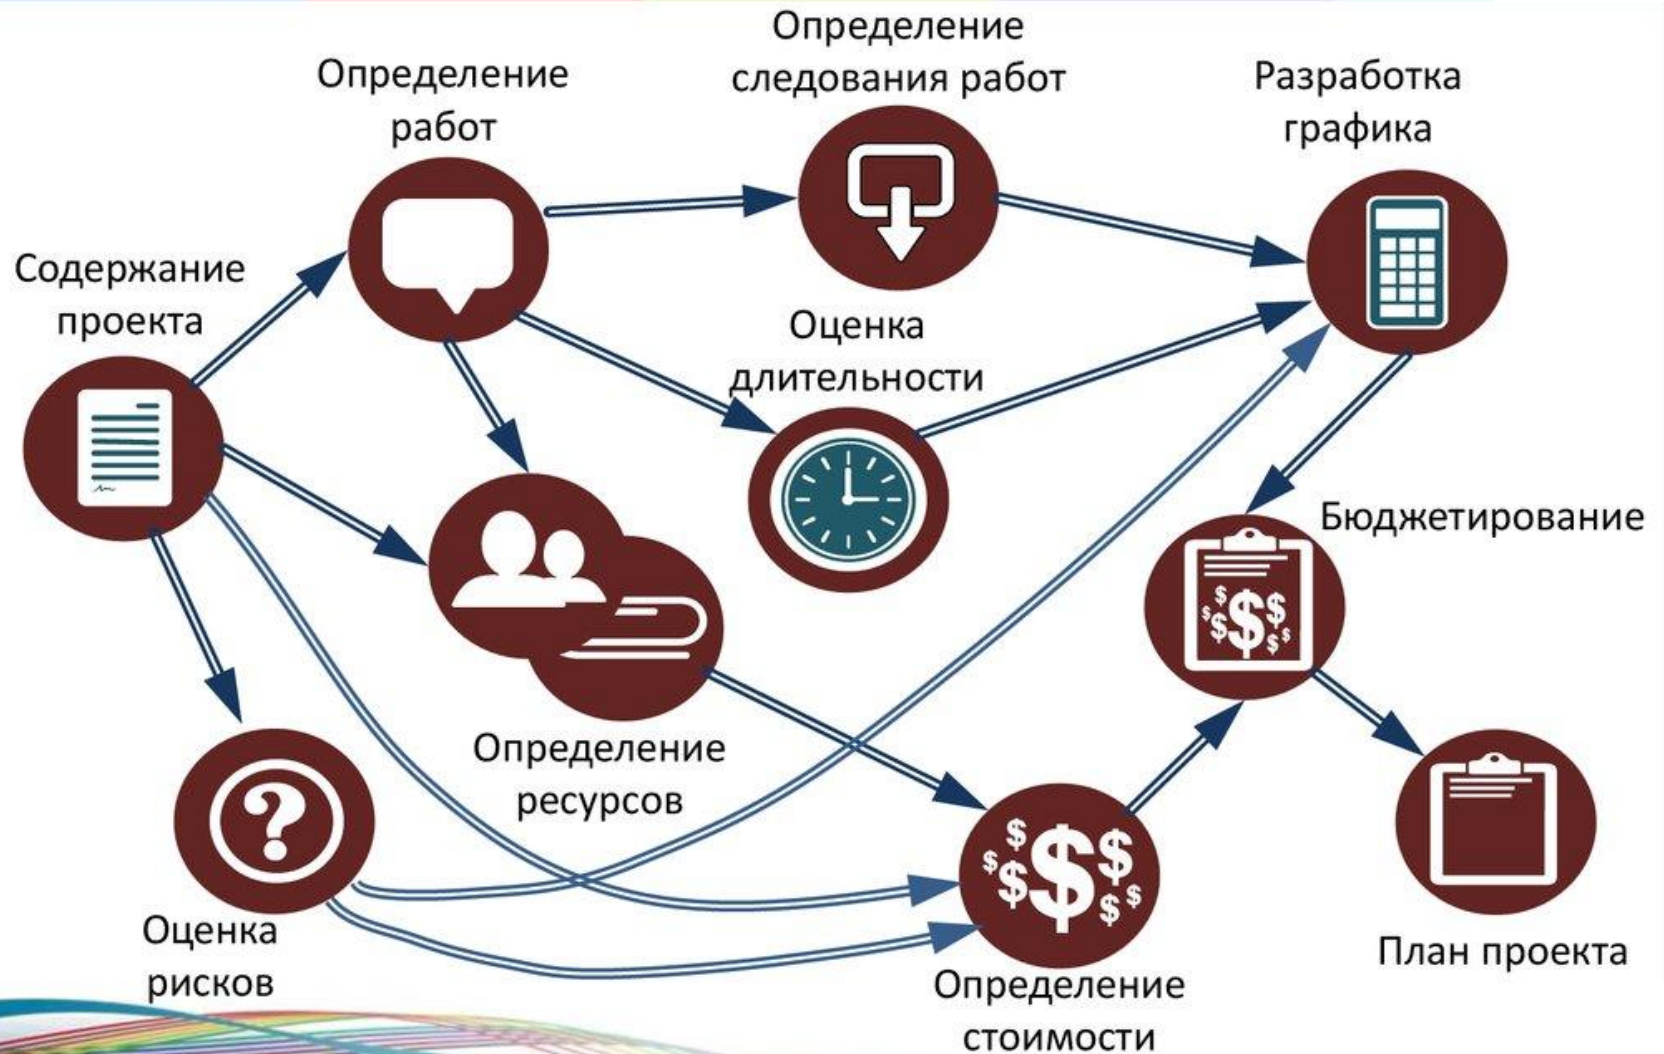 Определение
следования работ
Определение
работ
Разработка
графика
Содержание
проекта
Оценка
длительности
Бюджетирование
Определение
ресурсов
Оценка
рисков
План проекта
Определение
стоимости